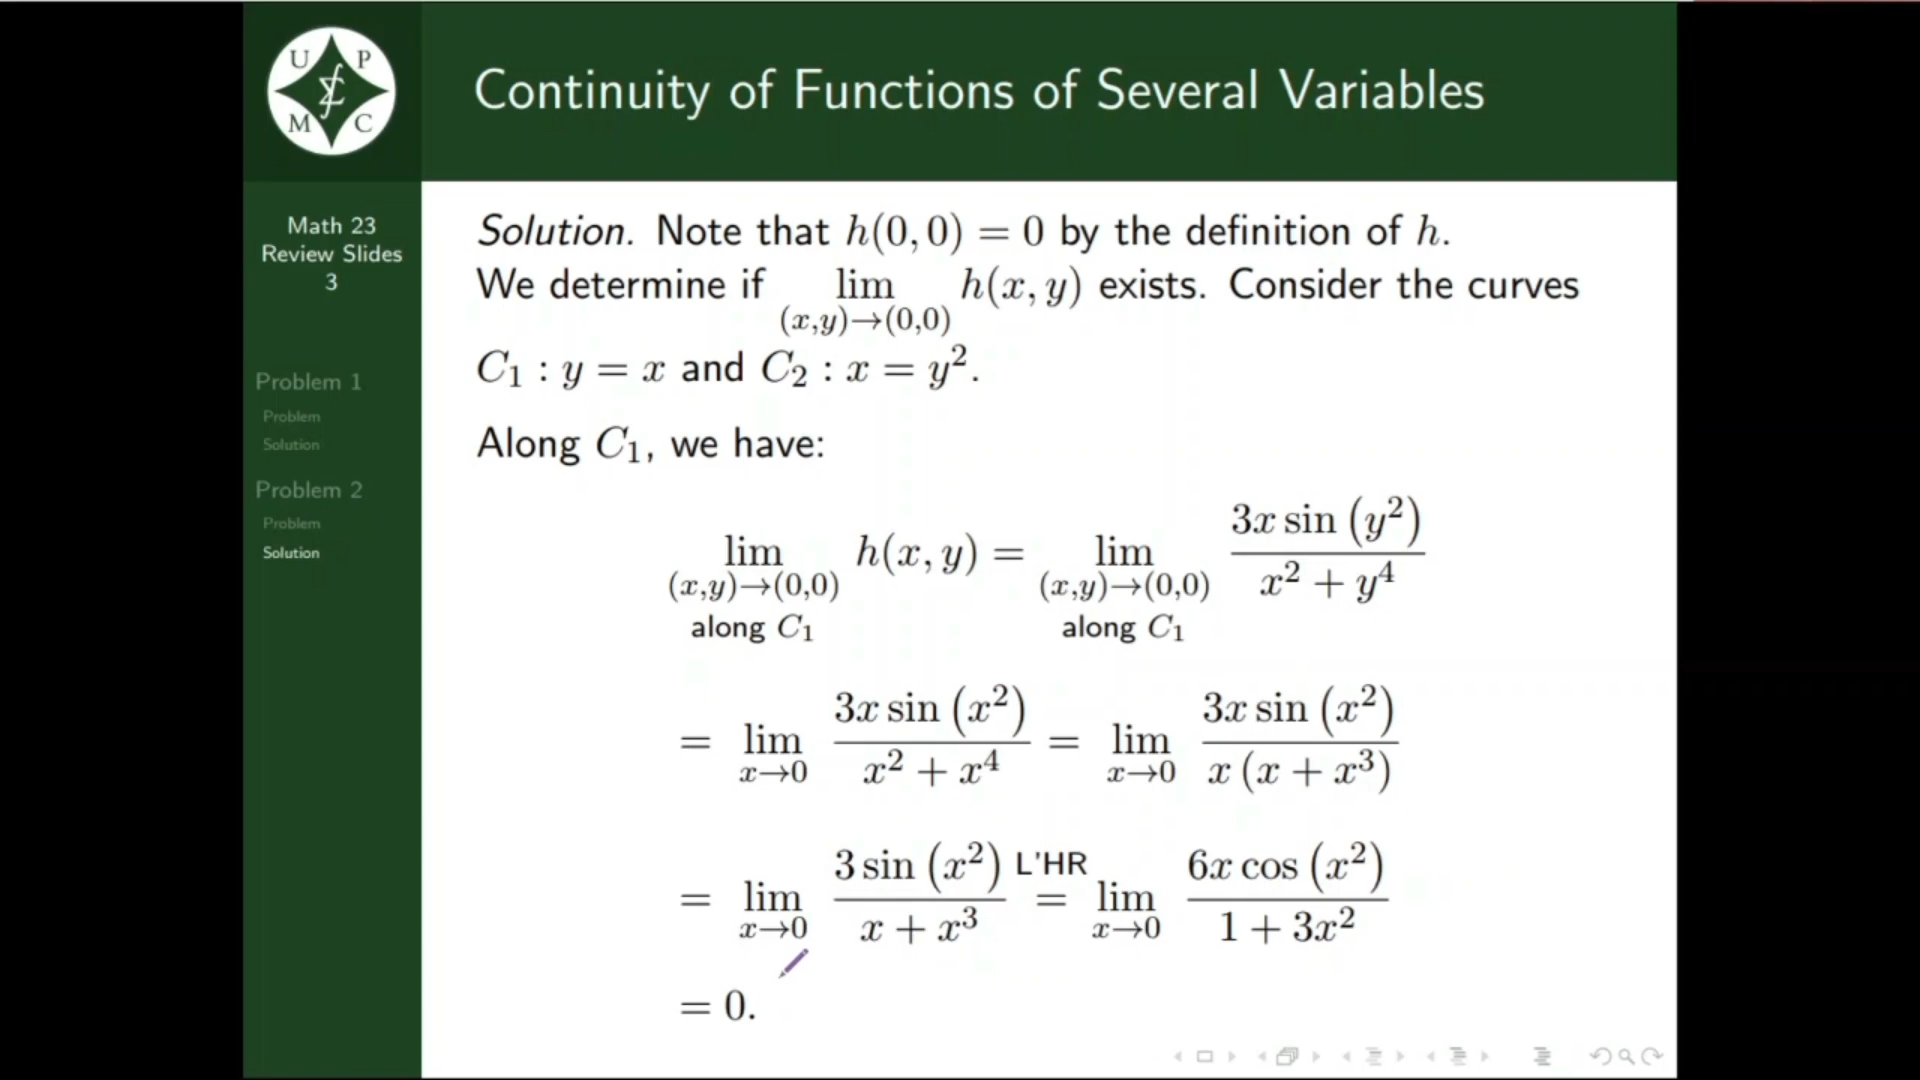 U P
M C
Continuity of Functions of Several Variables
Math 23
Review Slides
3
Problem 1
Problem
Solution
Problem 2
Problem
Solution
Solution. Note that h(0, 0) = 0 by the definition of h.
We determine if lim h(x, y) exists. Consider the curves
(x,y)→(0,0)
C₁ : y = x and C₂ : x = y².
Along C₁, we have:
lim_{(x,y)→(0,0) along C₁} h(x, y) = lim_{(x,y)→(0,0) along C₁} 3x sin (y²) / x² + y⁴
= lim_{x→0} 3x sin (x²) / x² + x⁴ = lim_{x→0} 3x sin (x²) / x (x + x³)
= lim_{x→0} 3 sin (x²) / x + x³ L'HR = lim_{x→0} 6x cos (x²) / 1 + 3x²
= 0.